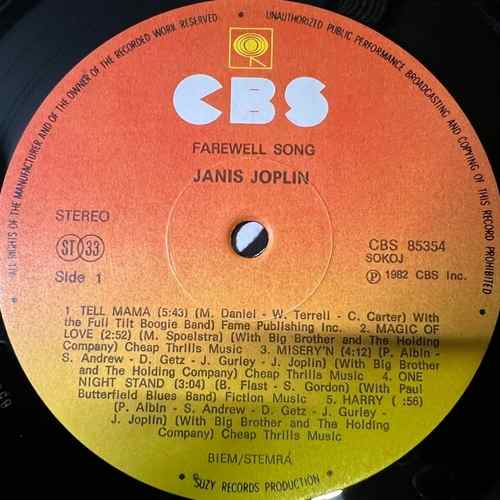 ALL RIGHTS OF THE MANUFACTURER AND OF THE OWNER OF THE RECORDED WORK RESERVED. • UNAUTHORIZED PUBLIC PERFORMANCE BROADCASTING AND COPYING OF THIS RECORD PROHIBITED
CBS
FAREWELL SONG
JANIS JOPLIN
STEREO
ST 33
Side 1
CBS 85354
SOKOJ
Ⓟ 1982 CBS Inc.
1 TELL MAMA (5:43) (M. Daniel - W. Terrell - C. Carter) With
the Full Tilt Boogie Band) Fame Publishing Inc. 2. MAGIC OF
LOVE (2:52) (M. Spoelstra) (With Big Brother and The Holding
Company) Cheap Thrills Music 3. MISERY'N (4:12) (P. Albin -
S. Andrew - D. Getz - J. Gurley - J. Joplin) (With Big Brother
and The Holding Company) Cheap Thrills Music 4. ONE
NIGHT STAND (3:04) (B. Flast - S. Gordon) (With Paul
Butterfield Blues Band) Fiction Music 5. HARRY ( :56)
(P. Albin - S. Andrew - D. Getz - J. Gurley -
J. Joplin) (With Big Brother and The Holding
Company) Cheap Thrills Music
BIEM/STEMRA
SUZY RECORDS PRODUCTION